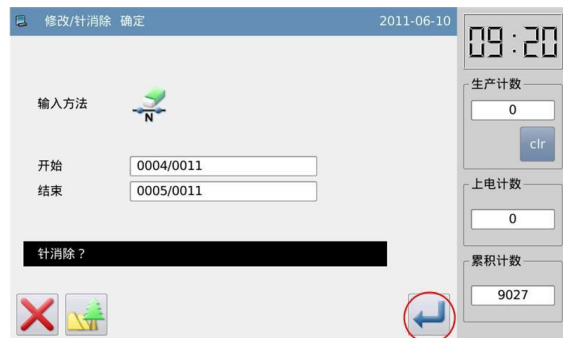 修改/针消除 确定 2011-06-10
09:20
输入方法
N
开始 0004/0011
结束 0005/0011
针消除？
生产计数
0
clr
上电计数
0
累积计数
9027